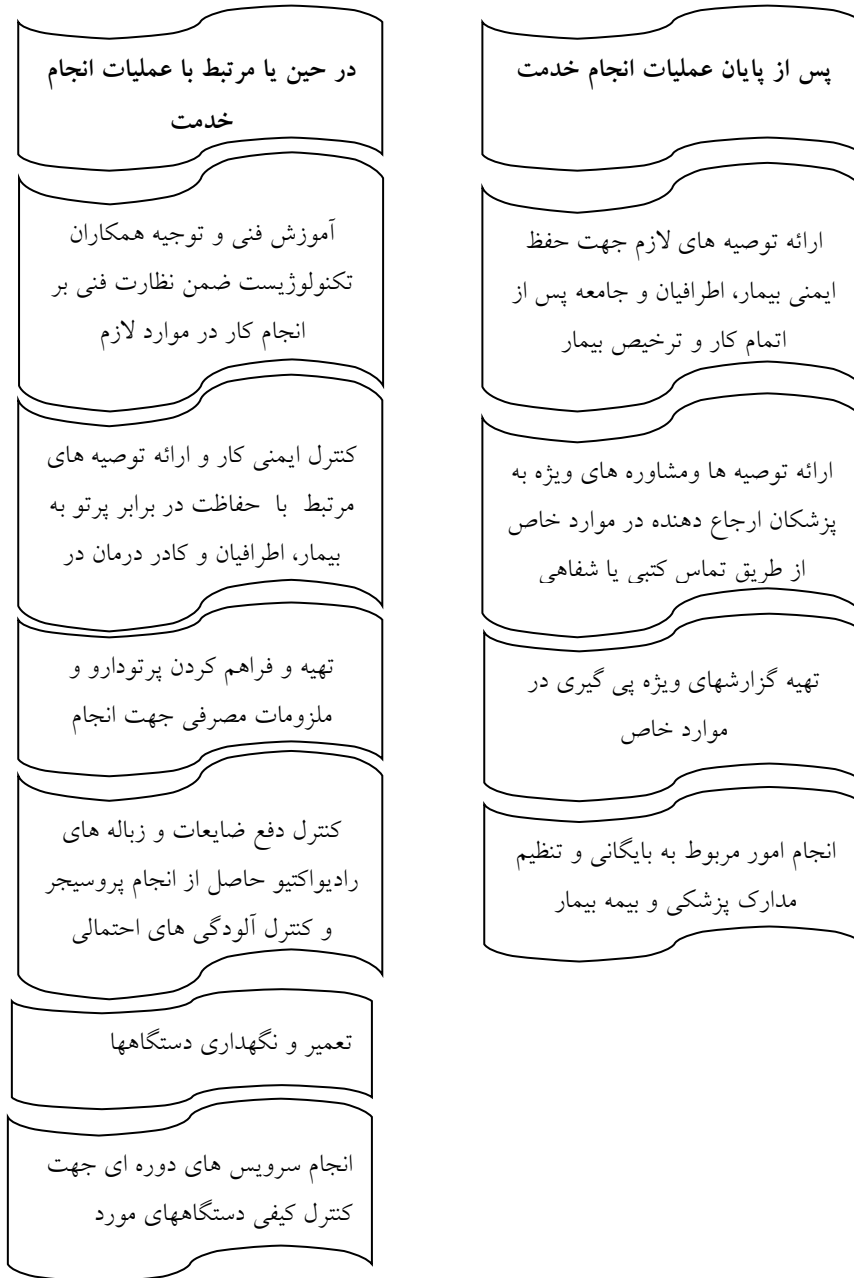 پس از پایان عملیات انجام خدمت
ارائه توصیه های لازم جهت حفظ
ایمنی بیمار، اطرافیان و جامعه پس از
اتمام کار و ترخیص بیمار
ارائه توصیه ها ومشاوره های ویژه به
پزشکان ارجاع دهنده در موارد خاص
از طریق تماس کتبی یا شفاهی
تهیه گزارشهای ویژه پی گیری در
موارد خاص
انجام امور مربوط به بایگانی و تنظیم
مدارک پزشکی و بیمه بیمار
در حین یا مرتبط با عملیات انجام
خدمت
آموزش فنی و توجیه همکاران
تکنولوژیست ضمن نظارت فنی بر
انجام کار در موارد لازم
کنترل ایمنی کار و ارائه توصیه های
مرتبط با حفاظت در برابر پرتو به
بیمار، اطرافیان و کادر درمان در
تهیه و فراهم کردن پرتودارو و
ملزومات مصرفی جهت انجام
کنترل دفع ضایعات و زباله های
رادیواکتیو حاصل از انجام پروسیجر
و کنترل آلودگی های احتمالی
تعمیر و نگهداری دستگاهها
انجام سرویس های دوره ای جهت
کنترل کیفی دستگاههای مورد